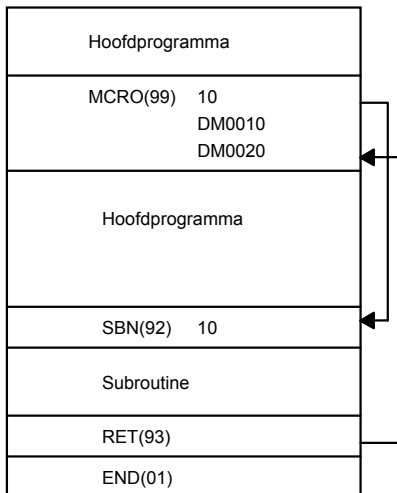 Hoofdprogramma
MCRO(99) 10
DM0010
DM0020
Hoofdprogramma
SBN(92) 10
Subroutine
RET(93)
END(01)